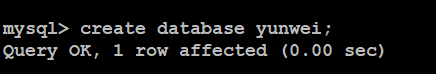 mysql> create database yunwei;
Query OK, 1 row affected (0.00 sec)